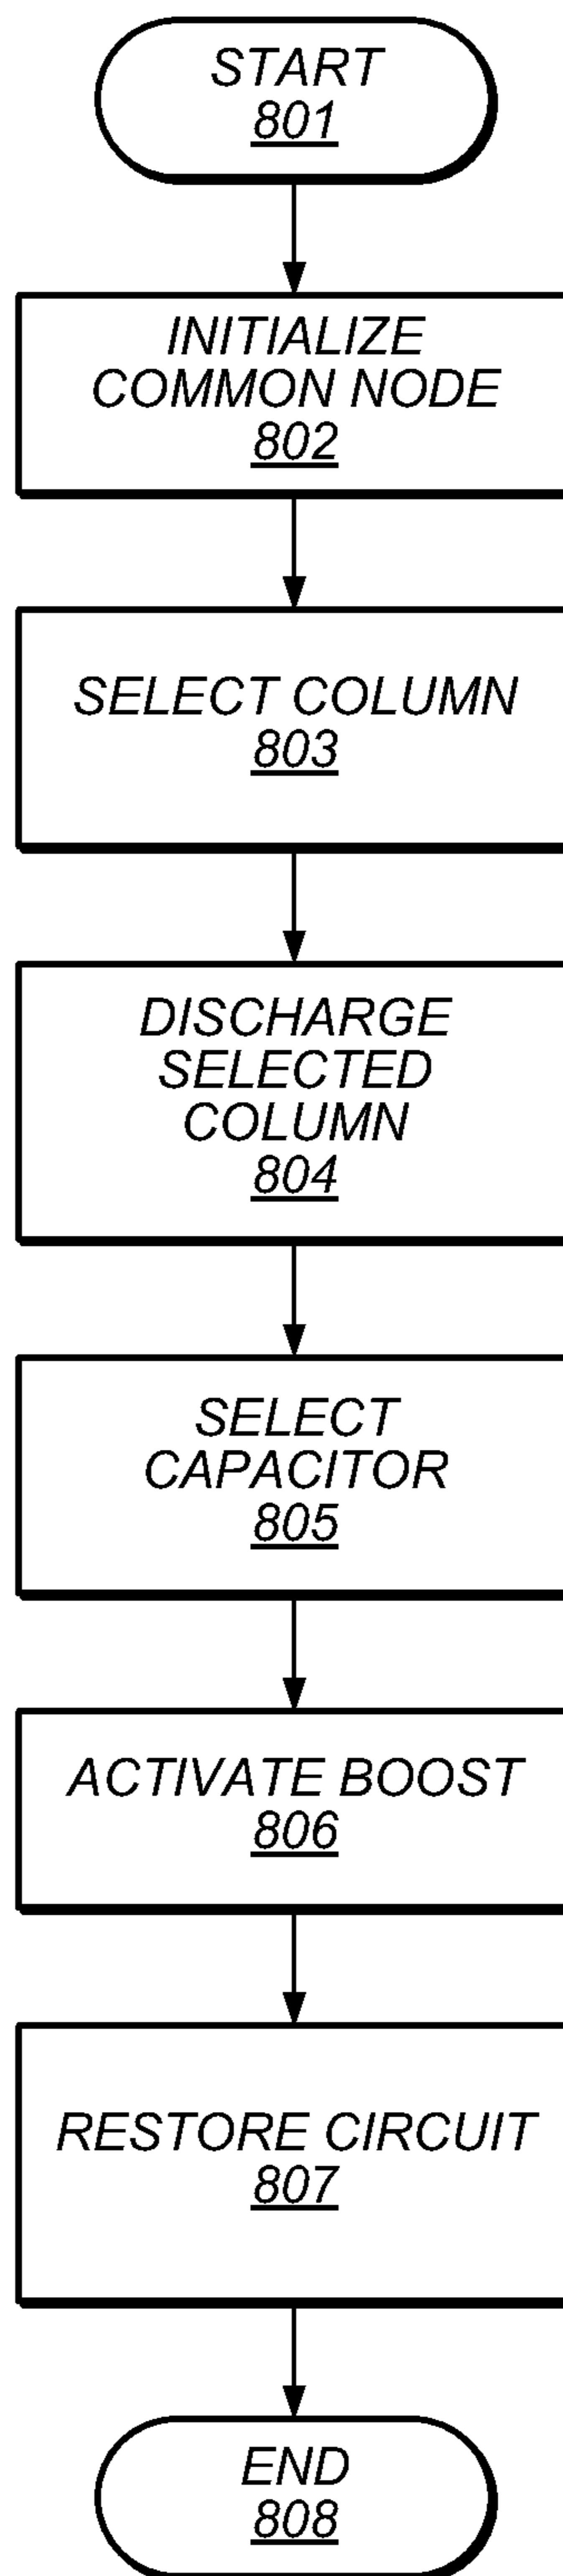 START
801
INITIALIZE
COMMON NODE
802
SELECT COLUMN
803
DISCHARGE
SELECTED
COLUMN
804
SELECT
CAPACITOR
805
ACTIVATE BOOST
806
RESTORE CIRCUIT
807
END
808